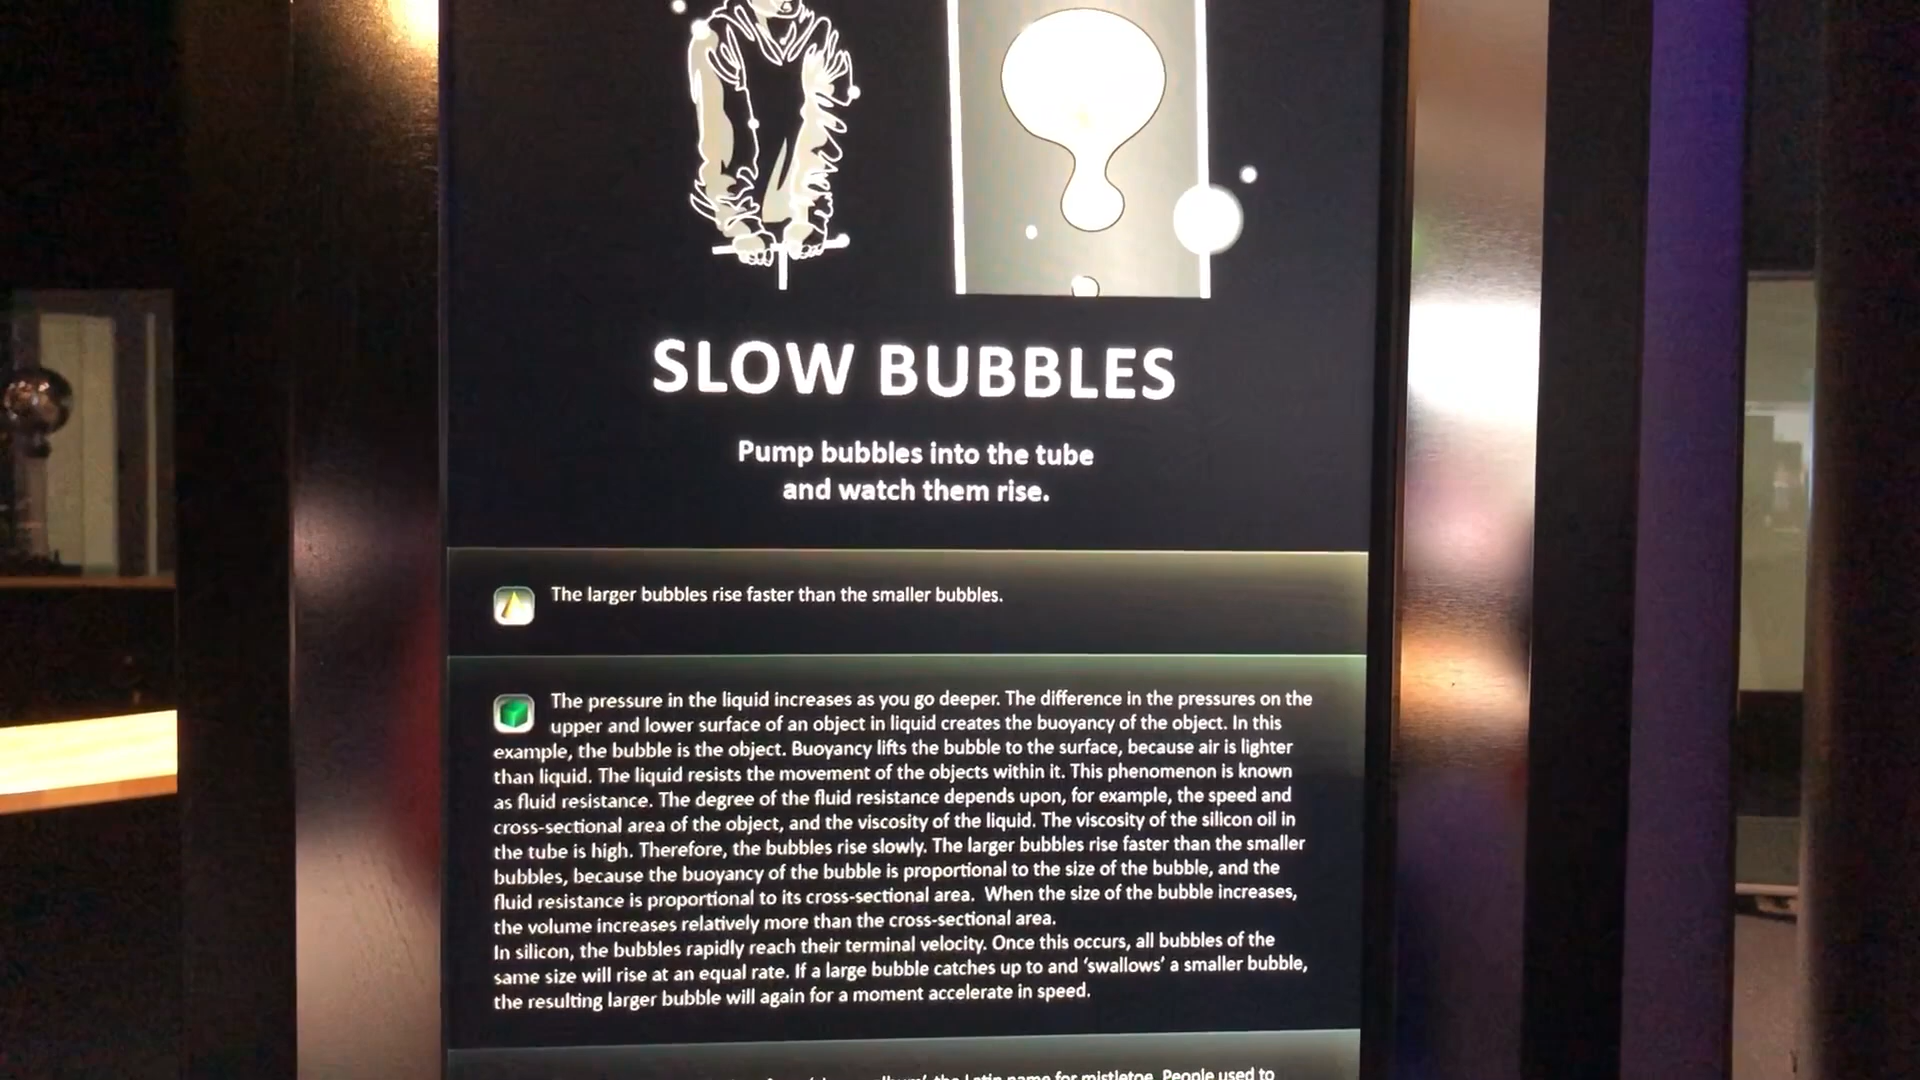 SLOW BUBBLES
Pump bubbles into the tube
and watch them rise.
The larger bubbles rise faster than the smaller bubbles.
The pressure in the liquid increases as you go deeper. The difference in the pressures on the
upper and lower surface of an object in liquid creates the buoyancy of the object. In this
example, the bubble is the object. Buoyancy lifts the bubble to the surface, because air is lighter
than liquid. The liquid resists the movement of the objects within it. This phenomenon is known
as fluid resistance. The degree of the fluid resistance depends upon, for example, the speed and
cross-sectional area of the object, and the viscosity of the liquid. The viscosity of the silicon oil in
the tube is high. Therefore, the bubbles rise slowly. The larger bubbles rise faster than the smaller
bubbles, because the buoyancy of the bubble is proportional to the size of the bubble, and the
fluid resistance is proportional to its cross-sectional area. When the size of the bubble increases,
the volume increases relatively more than the cross-sectional area.
In silicon, the bubbles rapidly reach their terminal velocity. Once this occurs, all bubbles of the
same size will rise at an equal rate. If a large bubble catches up to and ‘swallows’ a smaller bubble,
the resulting larger bubble will again for a moment accelerate in speed.
the Latin name for mistletoe. People used to